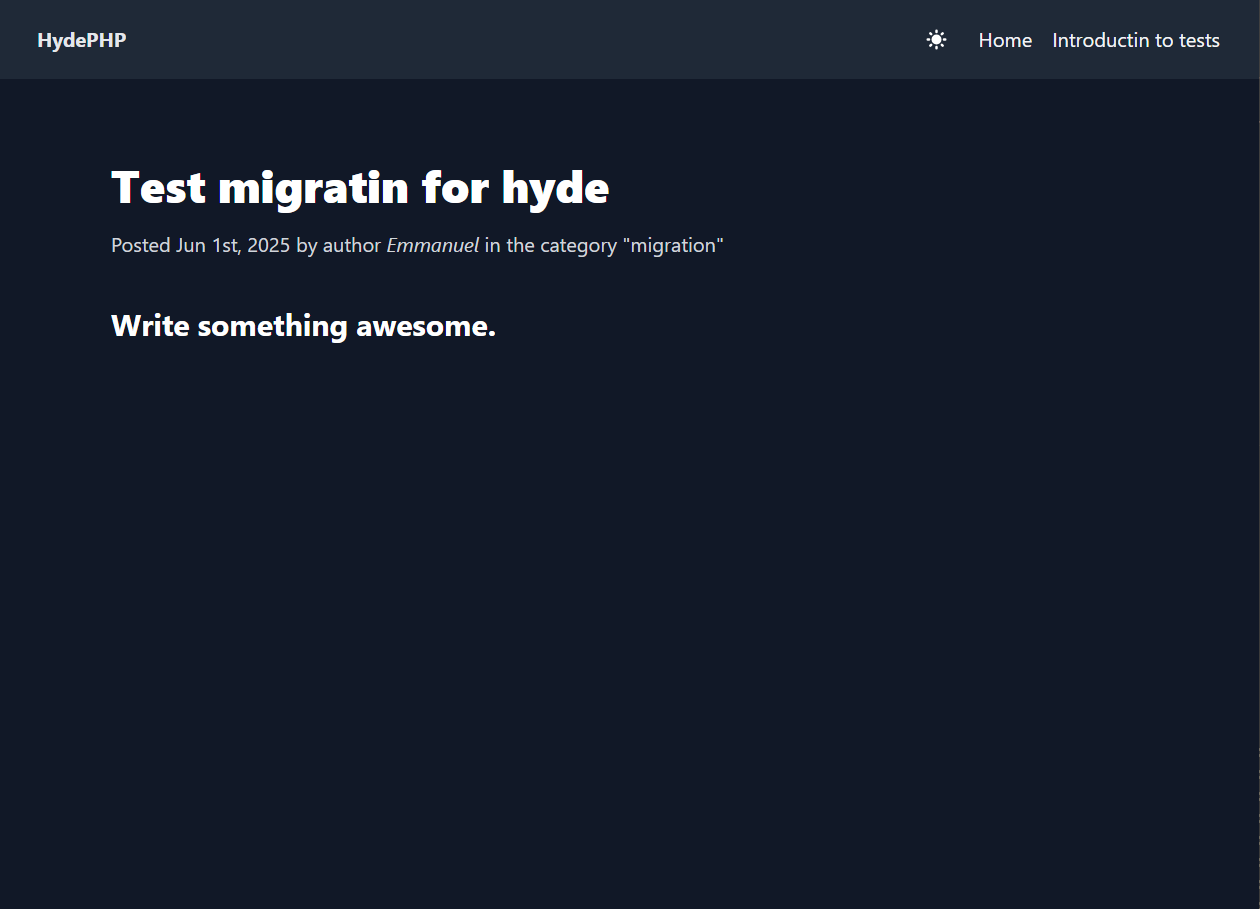 HydePHP
Home
Introductin to tests
Test migratin for hyde
Posted Jun 1st, 2025 by author Emmanuel in the category "migration"
Write something awesome.